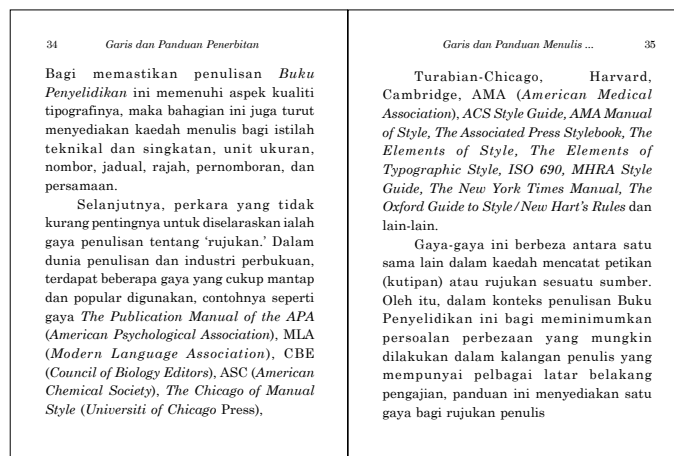 34 Garis dan Panduan Penerbitan
Bagi memastikan penulisan Buku
Penyelidikan ini memenuhi aspek kualiti
tipografinya, maka bahagian ini juga turut
menyediakan kaedah menulis bagi istilah
teknikal dan singkatan, unit ukuran,
nombor, jadual, rajah, pernomboran, dan
persamaan.
Selanjutnya, perkara yang tidak
kurang pentingnya untuk diselaraskan ialah
gaya penulisan tentang ‘rujukan.’ Dalam
dunia penulisan dan industri perbukuan,
terdapat beberapa gaya yang cukup mantap
dan popular digunakan, contohnya seperti
gaya The Publication Manual of the APA
(American Psychological Association), MLA
(Modern Language Association), CBE
(Council of Biology Editors), ASC (American
Chemical Society), The Chicago of Manual
Style (Universiti of Chicago Press),
Garis dan Panduan Menulis ... 35
Turabian-Chicago, Harvard,
Cambridge, AMA (American Medical
Association), ACS Style Guide, AMA Manual
of Style, The Associated Press Stylebook, The
Elements of Style, The Elements of
Typographic Style, ISO 690, MHRA Style
Guide, The New York Times Manual, The
Oxford Guide to Style/New Hart's Rules dan
lain-lain.
Gaya-gaya ini berbeza antara satu
sama lain dalam kaedah mencatat petikan
(kutipan) atau rujukan sesuatu sumber.
Oleh itu, dalam konteks penulisan Buku
Penyelidikan ini bagi meminimumkan
persoalan perbezaan yang mungkin
dilakukan dalam kalangan penulis yang
mempunyai pelbagai latar belakang
pengajian, panduan ini menyediakan satu
gaya bagi rujukan penulis